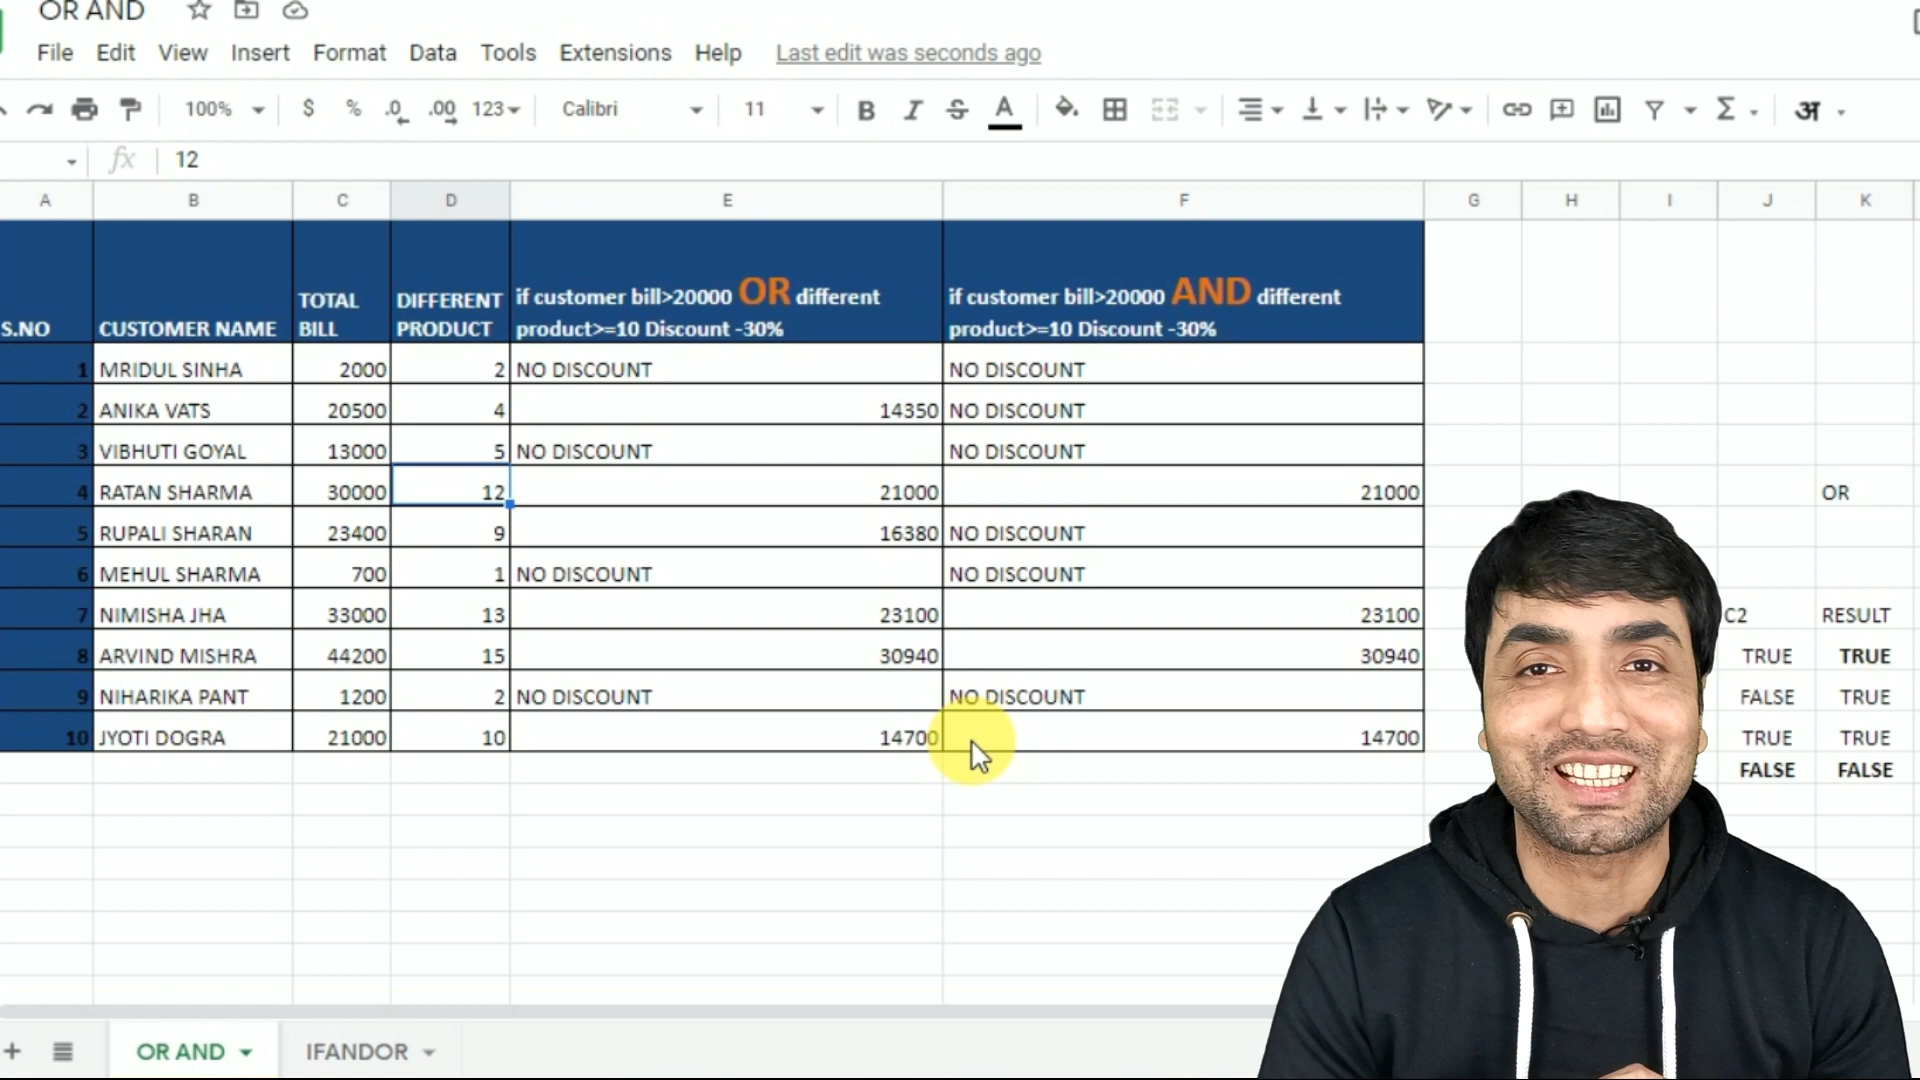 OR AND
File Edit View Insert Format Data Tools Extensions Help Last edit was seconds ago
100% $ % .0 .00 123 Calibri 11 B I S A Σ अ
fx 12
A B C D E F G H I J K
S.NO CUSTOMER NAME TOTAL BILL DIFFERENT PRODUCT if customer bill>20000 OR different product>=10 Discount -30% if customer bill>20000 AND different product>=10 Discount -30%
1 MRIDUL SINHA 2000 2 NO DISCOUNT NO DISCOUNT
2 ANIKA VATS 20500 4 14350 NO DISCOUNT
3 VIBHUTI GOYAL 13000 5 NO DISCOUNT NO DISCOUNT
4 RATAN SHARMA 30000 12 21000 21000 OR
5 RUPALI SHARAN 23400 9 16380 NO DISCOUNT
6 MEHUL SHARMA 700 1 NO DISCOUNT NO DISCOUNT
7 NIMISHA JHA 33000 13 23100 23100 C2 RESULT
8 ARVIND MISHRA 44200 15 30940 30940 TRUE TRUE
9 NIHARIKA PANT 1200 2 NO DISCOUNT NO DISCOUNT FALSE TRUE
10 JYOTI DOGRA 21000 10 14700 14700 TRUE TRUE
FALSE FALSE
+ OR AND IFANDOR